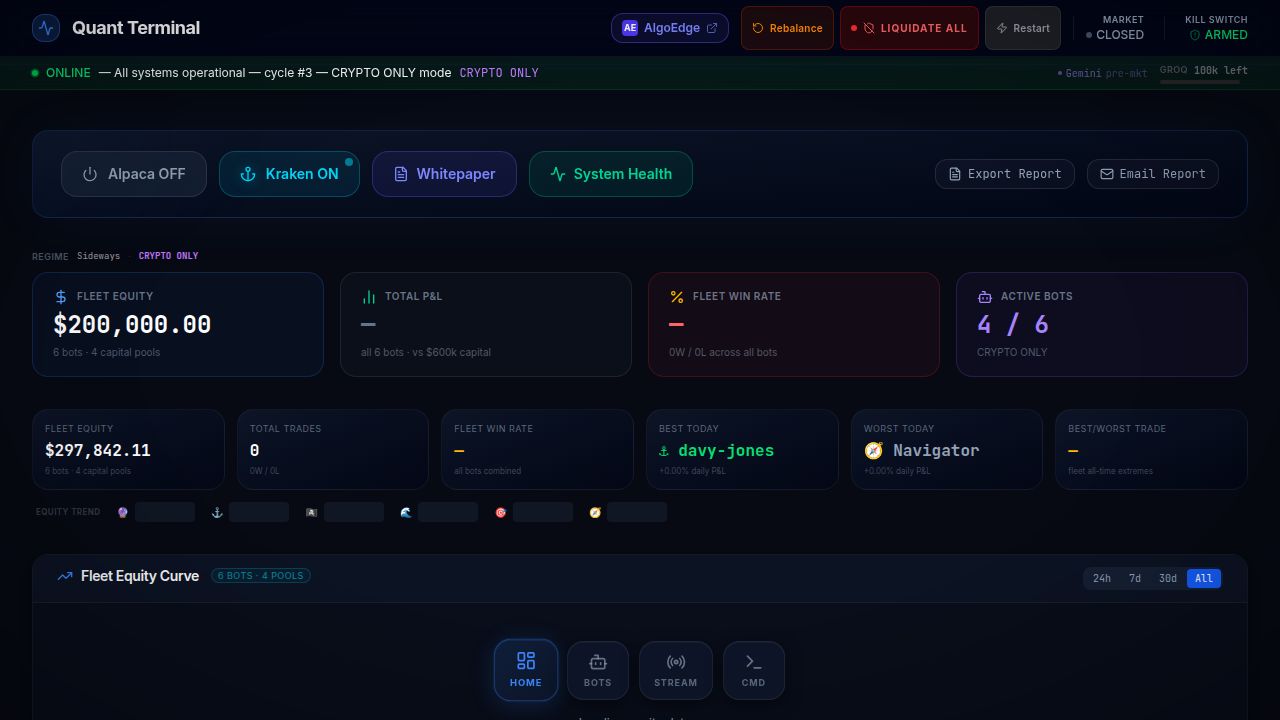 Quant Terminal
AE AlgoEdge
Rebalance
LIQUIDATE ALL
Restart
MARKET
CLOSED
KILL SWITCH
ARMED
ONLINE — All systems operational — cycle #3 — CRYPTO ONLY mode CRYPTO ONLY
Gemini pre-mkt
GROQ 100k left
Alpaca OFF
Kraken ON
Whitepaper
System Health
Export Report
Email Report
REGIME Sideways · CRYPTO ONLY
FLEET EQUITY
$200,000.00
6 bots · 4 capital pools
TOTAL P&L
—
all 6 bots · vs $600k capital
FLEET WIN RATE
—
0W / 0L across all bots
ACTIVE BOTS
4 / 6
CRYPTO ONLY
FLEET EQUITY
$297,842.11
6 bots · 4 capital pools
TOTAL TRADES
0
0W / 0L
FLEET WIN RATE
—
all bots combined
BEST TODAY
⚓ davy-jones
+0.00% daily P&L
WORST TODAY
🧭 Navigator
+0.00% daily P&L
BEST/WORST TRADE
—
fleet all-time extremes
EQUITY TREND
Fleet Equity Curve
6 BOTS · 4 POOLS
24h 7d 30d All
HOME
BOTS
STREAM
CMD